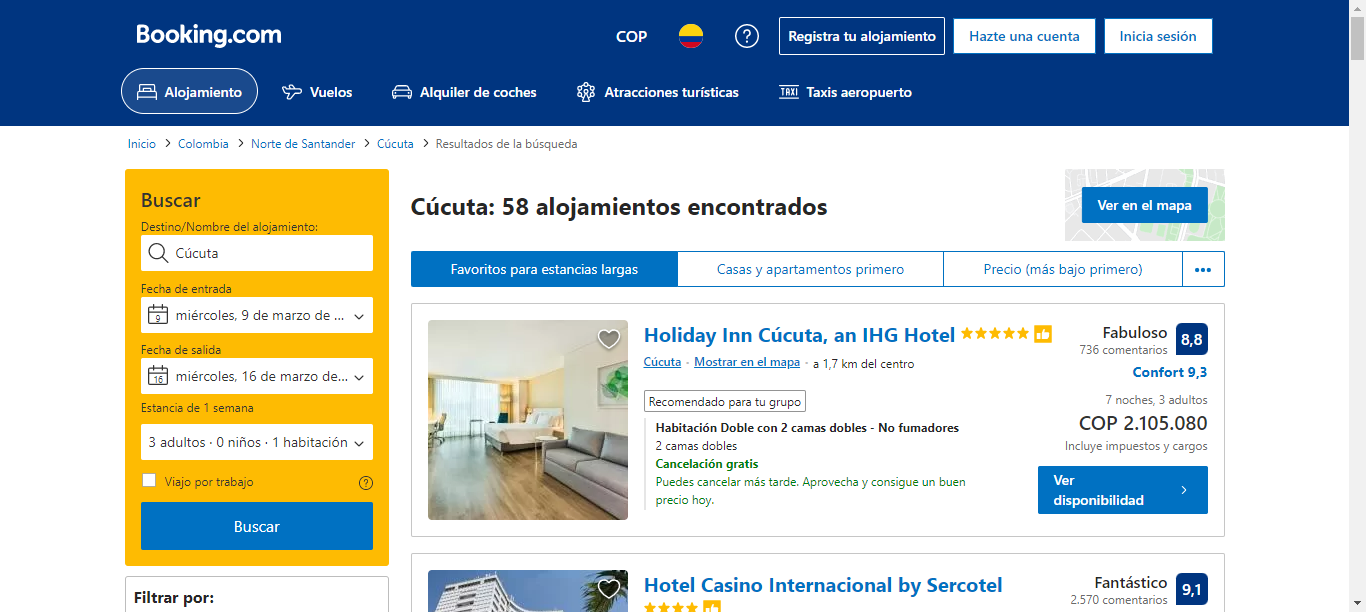 Booking.com
COP
Registra tu alojamiento
Hazte una cuenta
Inicia sesión
Alojamiento
Vuelos
Alquiler de coches
Atracciones turísticas
TAXI
Taxis aeropuerto
Inicio > Colombia > Norte de Santander > Cúcuta > Resultados de la búsqueda
Buscar
Destino/Nombre del alojamiento:
Cúcuta
Fecha de entrada
9
miércoles, 9 de marzo de ...
Fecha de salida
16
miércoles, 16 de marzo de...
Estancia de 1 semana
3 adultos · 0 niños · 1 habitación
Viajo por trabajo
Buscar
Filtrar por:
Cúcuta: 58 alojamientos encontrados
Ver en el mapa
Favoritos para estancias largas
Casas y apartamentos primero
Precio (más bajo primero)
Holiday Inn Cúcuta, an IHG Hotel
Cúcuta · Mostrar en el mapa · a 1,7 km del centro
Recomendado para tu grupo
Habitación Doble con 2 camas dobles - No fumadores
2 camas dobles
Cancelación gratis
Puedes cancelar más tarde. Aprovecha y consigue un buen
precio hoy.
Fabuloso
736 comentarios
8,8
Confort 9,3
7 noches, 3 adultos
COP 2.105.080
Incluye impuestos y cargos
Ver
disponibilidad
Hotel Casino Internacional by Sercotel
Fantástico
2.570 comentarios
9,1